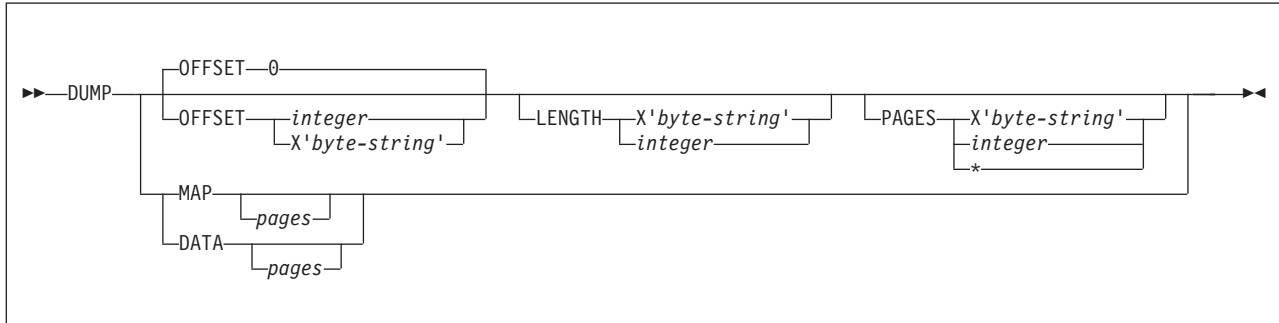 OFFSET 0
DUMP
OFFSET integer LENGTH X'byte-string' PAGES X'byte-string'
X'byte-string' integer integer
*
MAP
pages
DATA
pages